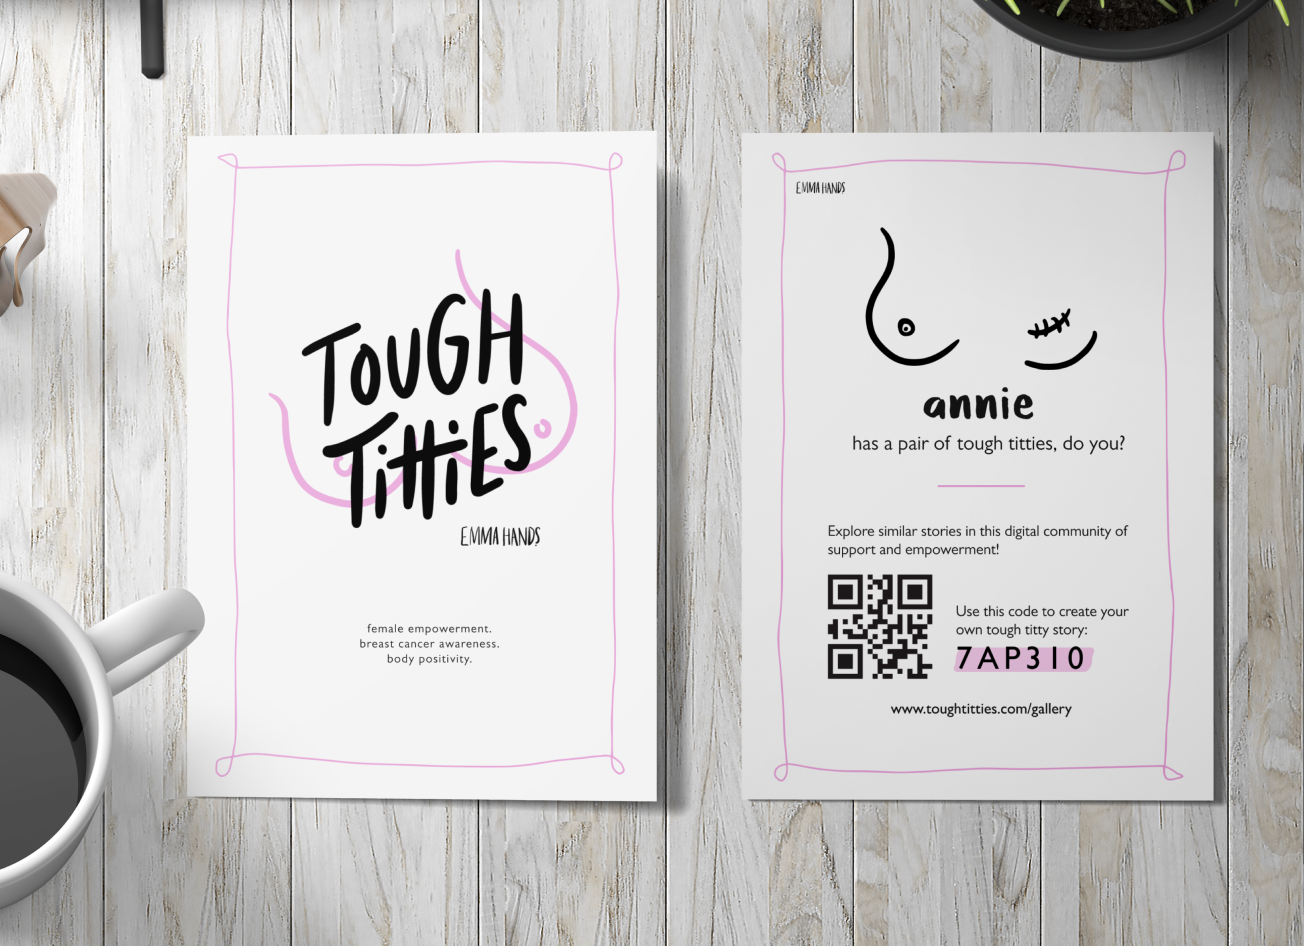 TOUGH
TITTIES
EMMA HANDS
female empowerment.
breast cancer awareness.
body positivity.
EMMA HANDS
annie
has a pair of tough titties, do you?
Explore similar stories in this digital community of
support and empowerment!
Use this code to create your
own tough titty story:
7AP310
www.toughtitties.com/gallery